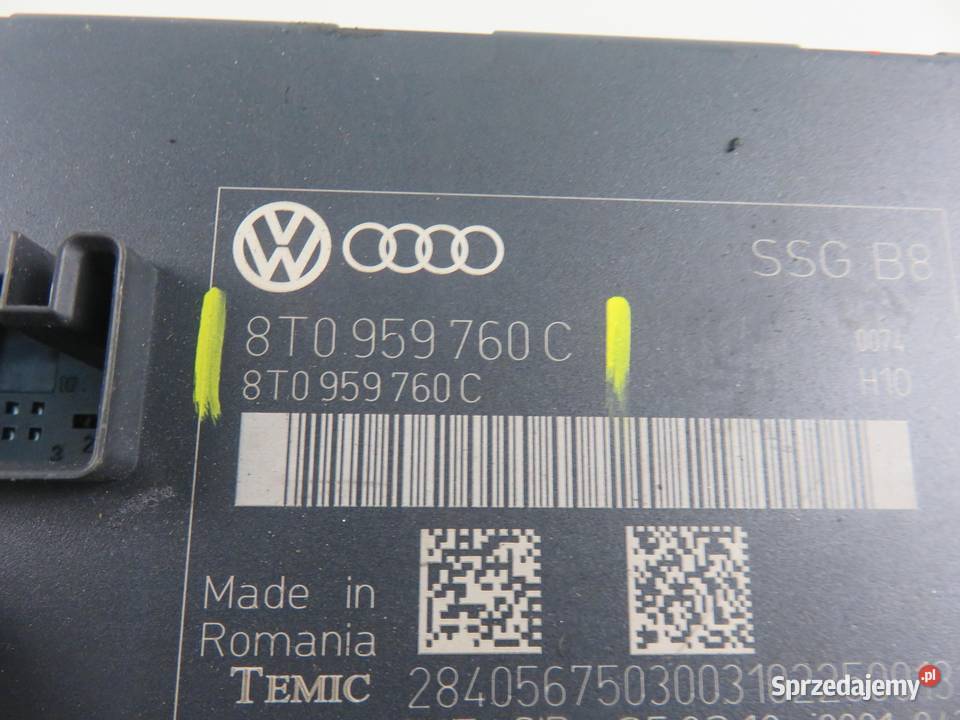 SSG B8
8T0 959 760 C
0074
8T0 959 760 C
H10
Made in
Romania
TEMIC
Sprzedajemy.pl